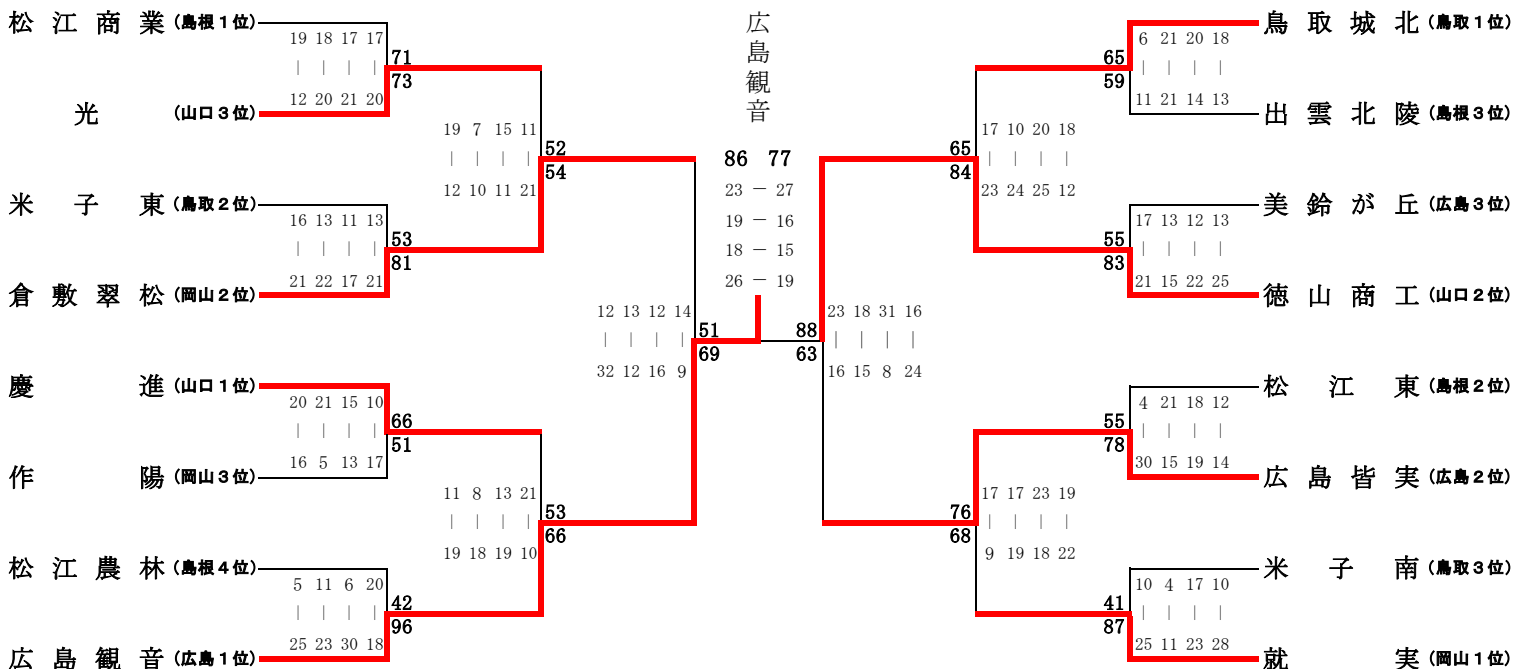 松江商業 (島根1位)
19 18 17 17
| | | |
12 20 21 20
71
73
光 (山口3位)
19 7 15 11
| | | |
12 10 11 21
52
54
米子東 (鳥取2位)
16 13 11 13
| | | |
21 22 17 21
53
81
倉敷翠松 (岡山2位)
12 13 12 14
| | | |
32 12 16 9
51
69
慶進 (山口1位)
20 21 15 10
| | | |
16 5 13 17
66
51
作陽 (岡山3位)
11 8 13 21
| | | |
19 18 19 10
53
66
松江農林 (島根4位)
5 11 6 20
| | | |
25 23 30 18
42
96
広島観音 (広島1位)
広島観音
86 77
23 - 27
19 - 16
18 - 15
26 - 19
鳥取城北 (鳥取1位)
6 21 20 18
| | | |
11 21 14 13
65
59
出雲北陵 (島根3位)
17 10 20 18
| | | |
23 24 25 12
65
84
美鈴が丘 (広島3位)
17 13 12 13
| | | |
21 15 22 25
55
83
徳山商工 (山口2位)
23 18 31 16
| | | |
16 15 8 24
88
63
松江東 (島根2位)
4 21 18 12
| | | |
30 15 19 14
55
78
広島皆実 (広島2位)
17 17 23 19
| | | |
9 19 18 22
76
68
米子南 (鳥取3位)
10 4 17 10
| | | |
25 11 23 28
41
87
就実 (岡山1位)